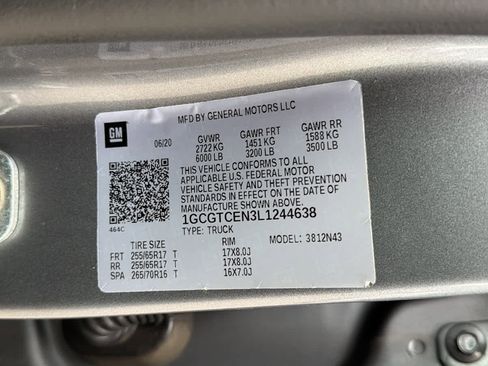 MFD BY GENERAL MOTORS LLC
GM
06/20 GVWR GAWR FRT GAWR RR
2722 KG 1451 KG 1588 KG
6000 LB 3200 LB 3500 LB
THIS VEHICLE CONFORMS TO ALL
APPLICABLE U.S. FEDERAL MOTOR
VEHICLE SAFETY AND THEFT PREVENTION
STANDARDS IN EFFECT ON THE DATE OF
MANUFACTURE SHOWN ABOVE.
464C
1GCGTCEN3L1244638
TYPE: TRUCK MODEL: 3812N43
TIRE SIZE RIM
FRT 255/65R17 T 17X8.0J
RR 255/65R17 T 17X8.0J
SPA 265/70R16 T 16X7.0J